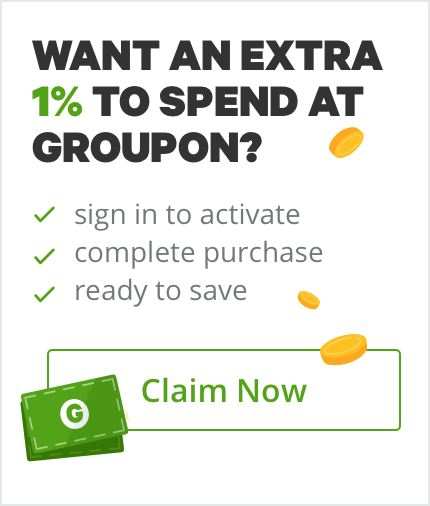 WANT AN EXTRA
1% TO SPEND AT
GROUPON?
sign in to activate
complete purchase
ready to save
Claim Now
G